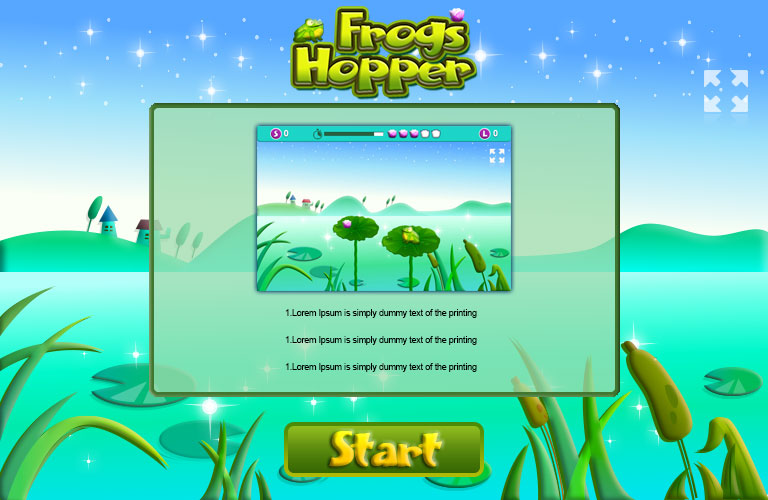 Frogs
Hopper
S 0 L 0
1.Lorem Ipsum is simply dummy text of the printing
1.Lorem Ipsum is simply dummy text of the printing
1.Lorem Ipsum is simply dummy text of the printing
Start